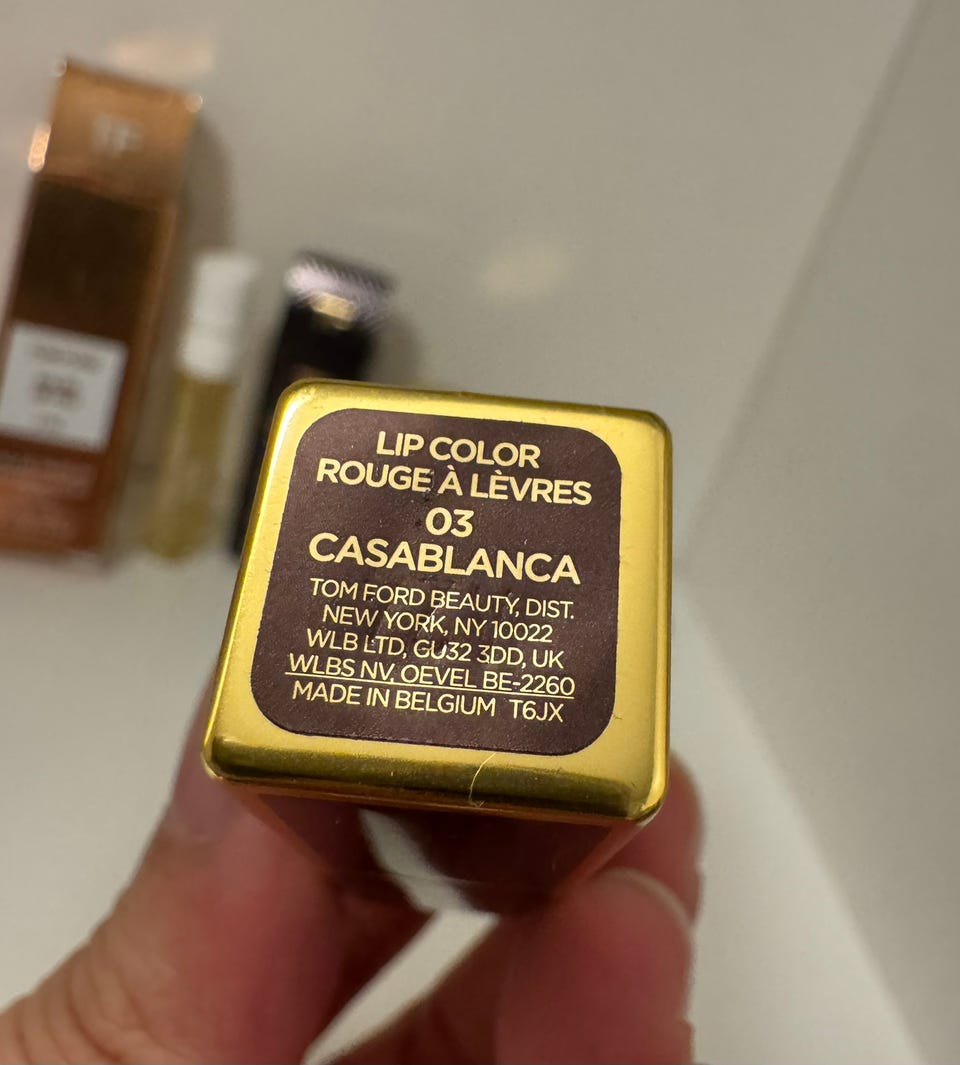 LIP COLOR
ROUGE À LÈVRES
03
CASABLANCA
TOM FORD BEAUTY, DIST.
NEW YORK, NY 10022
WLB LTD, GU32 3DD, UK
WLBS NV, OEVEL BE-2260
MADE IN BELGIUM T6JX